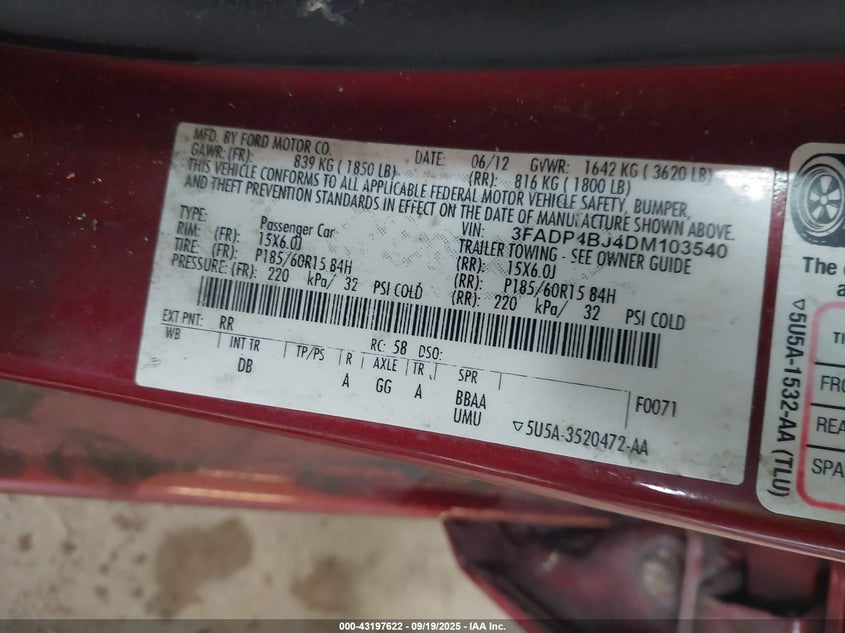 MFD. BY FORD MOTOR CO.
DATE: 06/12 GVWR: 1642 KG ( 3620 LB)
GAWR: (FR): 839 KG ( 1850 LB) (RR): 816 KG ( 1800 LB)
THIS VEHICLE CONFORMS TO ALL APPLICABLE FEDERAL MOTOR VEHICLE SAFETY, BUMPER,
AND THEFT PREVENTION STANDARDS IN EFFECT ON THE DATE OF MANUFACTURE SHOWN ABOVE.
VIN: 3FADP4BJ4DM103540
TYPE: Passenger Car TRAILER TOWING - SEE OWNER GUIDE
RIM: (FR): 15X6.0J (RR): 15X6.0J
TIRE: (FR): P185/60R15 84H (RR): P185/60R15 84H
PRESSURE: (FR): 220 kPa/ 32 PSI COLD (RR): 220 kPa/ 32 PSI COLD
EXT PNT: RR RC: 58 DSO:
WB INT TR TP/PS R AXLE TR SPR
DB A GG A BBAA
UMU
F0071
▽5U5A-3520472-AA
The
a
TI
FRO
REA
SPA
▽5U5A-1532-AA (TLU)
000-43197622 - 09/19/2025 - IAA Inc.